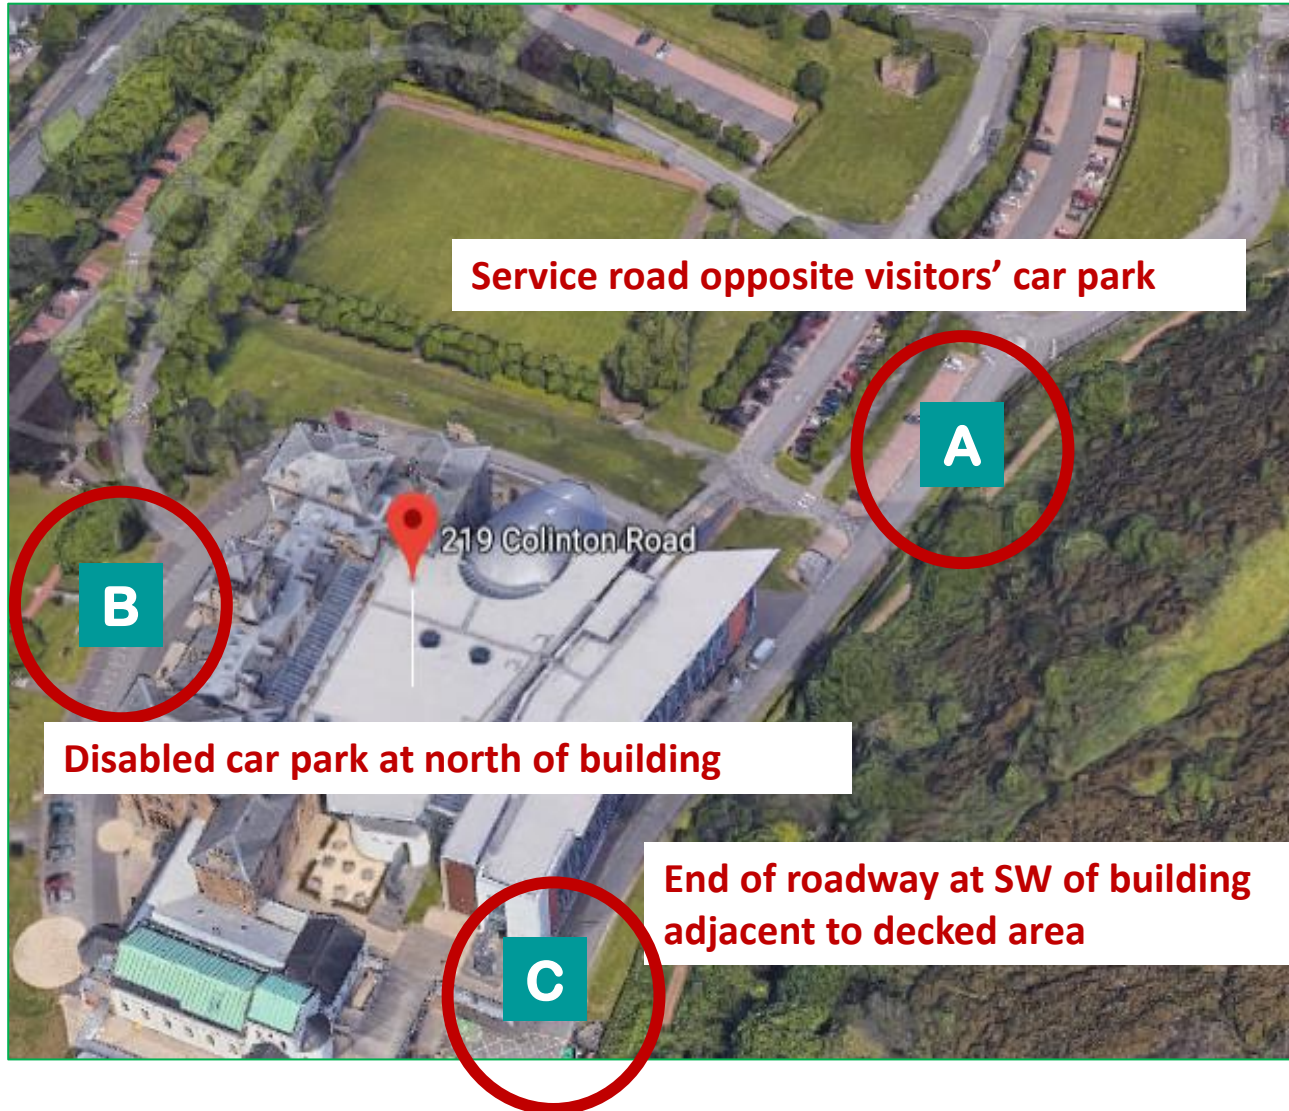 Service road opposite visitors’ car park
A
219 Colinton Road
B
Disabled car park at north of building
End of roadway at SW of building
adjacent to decked area
C